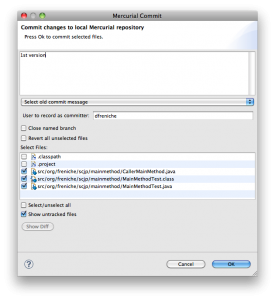 Mercurial Commit
Commit changes to local Mercurial repository
Press Ok to commit selected files.
1st version
Select old commit message
User to record as committer: dfreniche
Close named branch
Revert all unselected files
Select Files:
.classpath
.project
src/org/freniche/scjp/mainmethod/CallerMainMethod.java
src/org/freniche/scjp/mainmethod/MainMethodTest.class
src/org/freniche/scjp/mainmethod/MainMethodTest.java
Select/unselect all
Show untracked files
Show Diff
?
Cancel
OK